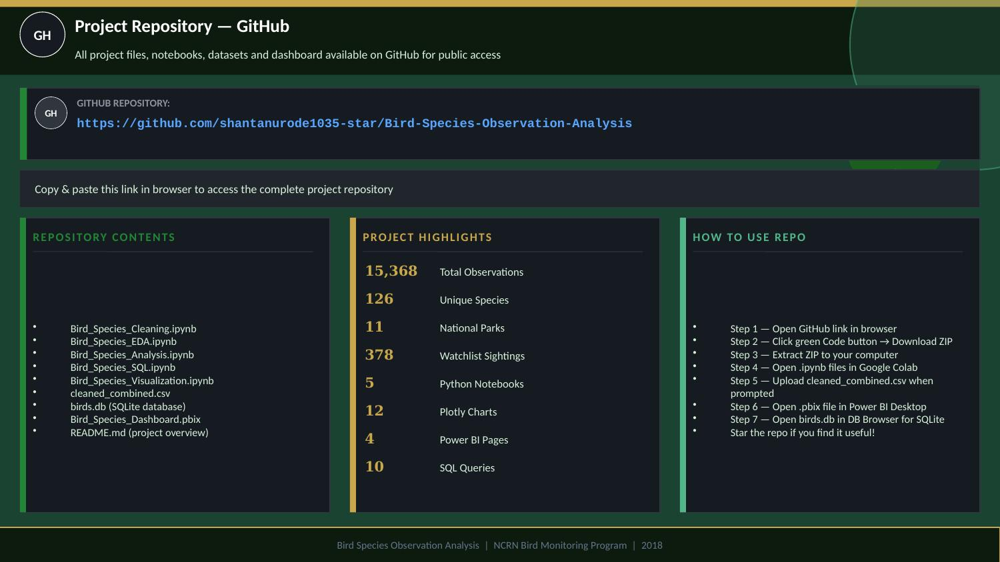 GH
Project Repository — GitHub
All project files, notebooks, datasets and dashboard available on GitHub for public access
GH
GITHUB REPOSITORY:
https://github.com/shantanurode1035-star/Bird-Species-Observation-Analysis
Copy & paste this link in browser to access the complete project repository
REPOSITORY CONTENTS
• Bird_Species_Cleaning.ipynb
• Bird_Species_EDA.ipynb
• Bird_Species_Analysis.ipynb
• Bird_Species_SQL.ipynb
• Bird_Species_Visualization.ipynb
• cleaned_combined.csv
• birds.db (SQLite database)
• Bird_Species_Dashboard.pbix
• README.md (project overview)
PROJECT HIGHLIGHTS
15,368 Total Observations
126 Unique Species
11 National Parks
378 Watchlist Sightings
5 Python Notebooks
12 Plotly Charts
4 Power BI Pages
10 SQL Queries
HOW TO USE REPO
• Step 1 — Open GitHub link in browser
• Step 2 — Click green Code button → Download ZIP
• Step 3 — Extract ZIP to your computer
• Step 4 — Open .ipynb files in Google Colab
• Step 5 — Upload cleaned_combined.csv when
prompted
• Step 6 — Open .pbix file in Power BI Desktop
• Step 7 — Open birds.db in DB Browser for SQLite
• Star the repo if you find it useful!
Bird Species Observation Analysis | NCRN Bird Monitoring Program | 2018